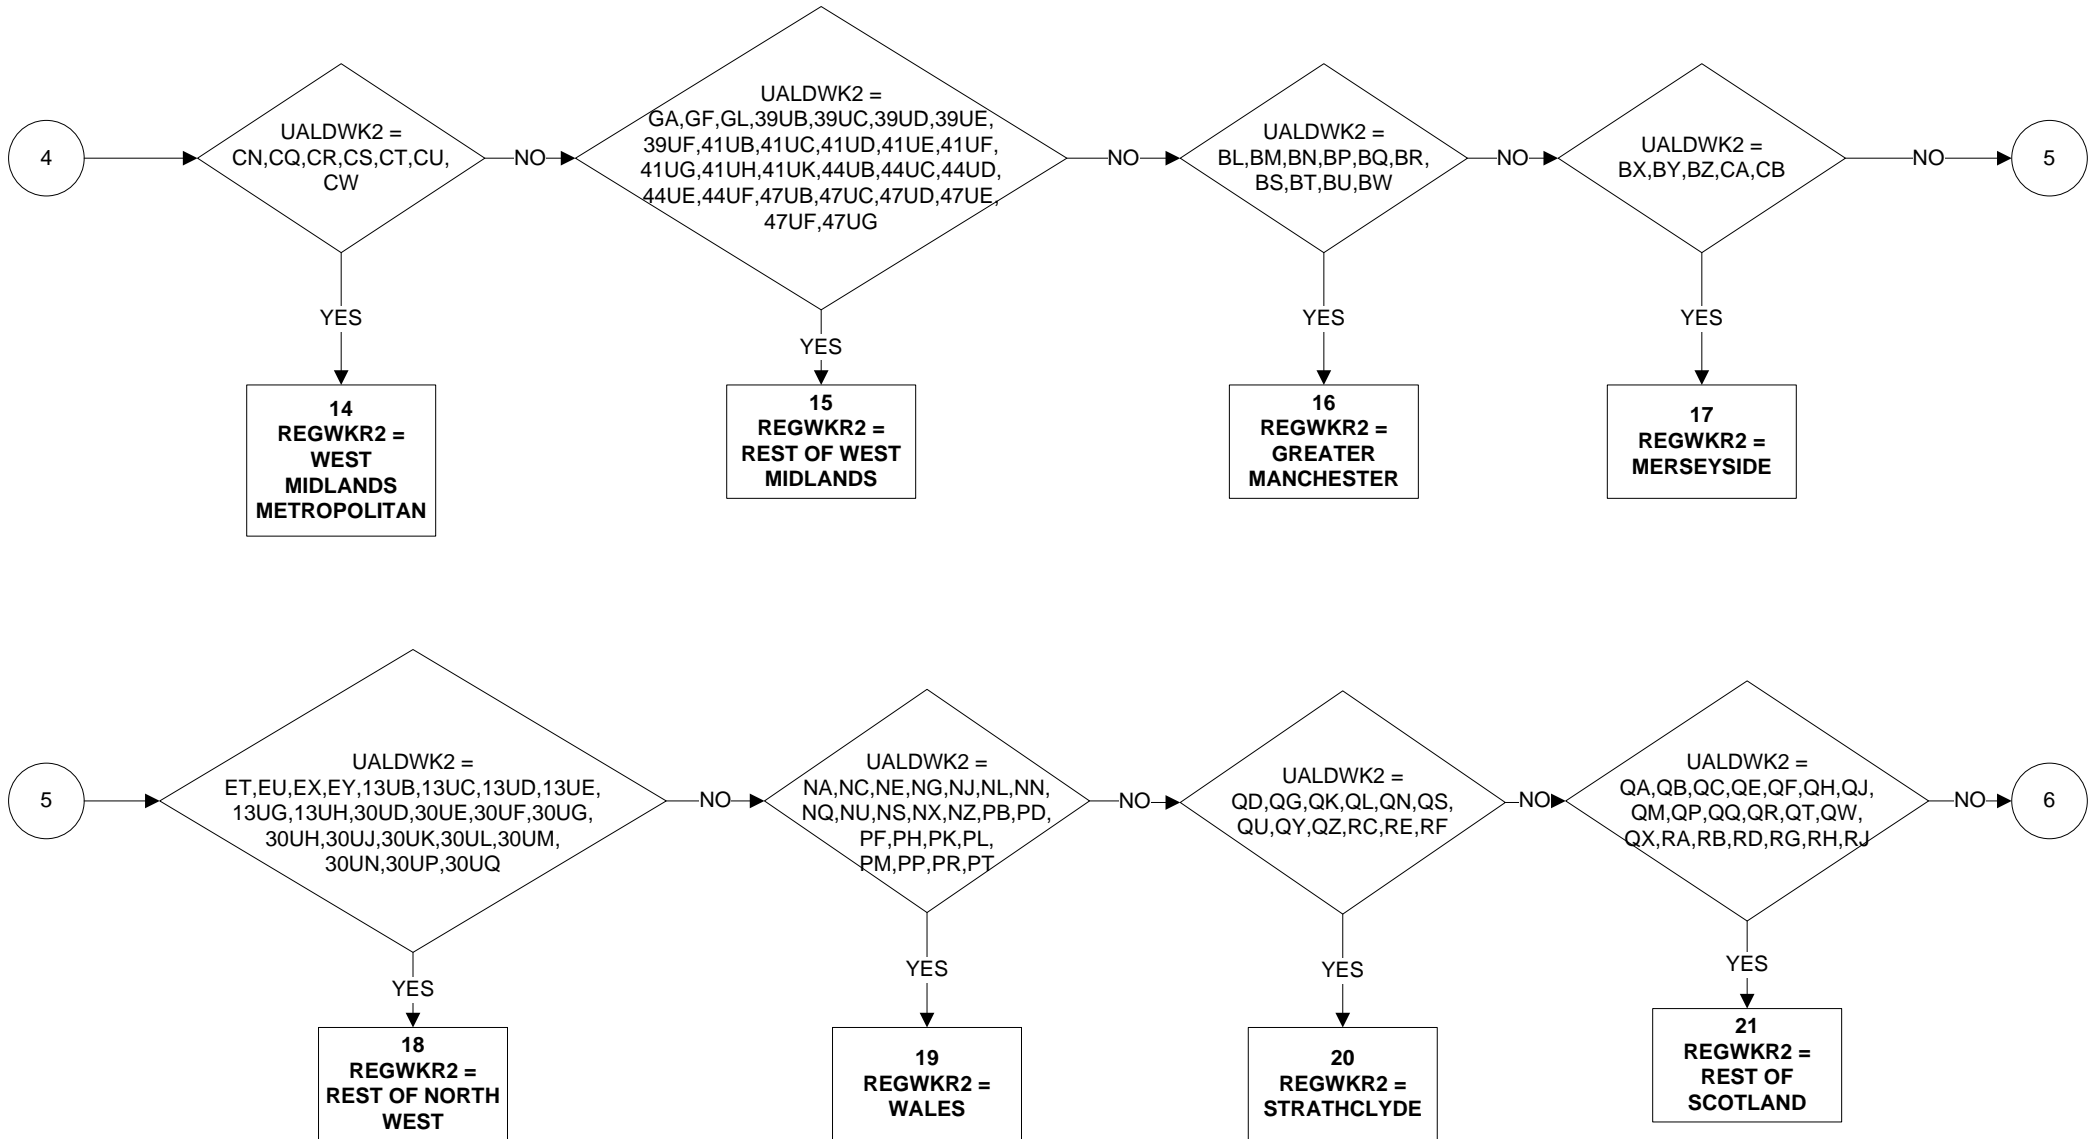 4
UALDWK2 =
CN,CQ,CR,CS,CT,CU,
CW
NO
UALDWK2 =
GA,GF,GL,39UB,39UC,39UD,39UE,
39UF,41UB,41UC,41UD,41UE,41UF,
41UG,41UH,41UK,44UB,44UC,44UD,
44UE,44UF,47UB,47UC,47UD,47UE,
47UF,47UG
NO
UALDWK2 =
BL,BM,BN,BP,BQ,BR,
BS,BT,BU,BW
NO
UALDWK2 =
BX,BY,BZ,CA,CB
NO
5
YES
YES
YES
YES
14
REGWKR2 =
WEST
MIDLANDS
METROPOLITAN
15
REGWKR2 =
REST OF WEST
MIDLANDS
16
REGWKR2 =
GREATER
MANCHESTER
17
REGWKR2 =
MERSEYSIDE
5
UALDWK2 =
ET,EU,EX,EY,13UB,13UC,13UD,13UE,
13UG,13UH,30UD,30UE,30UF,30UG,
30UH,30UJ,30UK,30UL,30UM,
30UN,30UP,30UQ
NO
UALDWK2 =
NA,NC,NE,NG,NJ,NL,NN,
NQ,NU,NS,NX,NZ,PB,PD,
PF,PH,PK,PL,
PM,PP,PR,PT
NO
UALDWK2 =
QD,QG,QK,QL,QN,QS,
QU,QY,QZ,RC,RE,RF
NO
UALDWK2 =
QA,QB,QC,QE,QF,QH,QJ,
QM,QP,QQ,QR,QT,QW,
QX,RA,RB,RD,RG,RH,RJ
NO
6
YES
YES
YES
YES
18
REGWKR2 =
REST OF NORTH
WEST
19
REGWKR2 =
WALES
20
REGWKR2 =
STRATHCLYDE
21
REGWKR2 =
REST OF
SCOTLAND